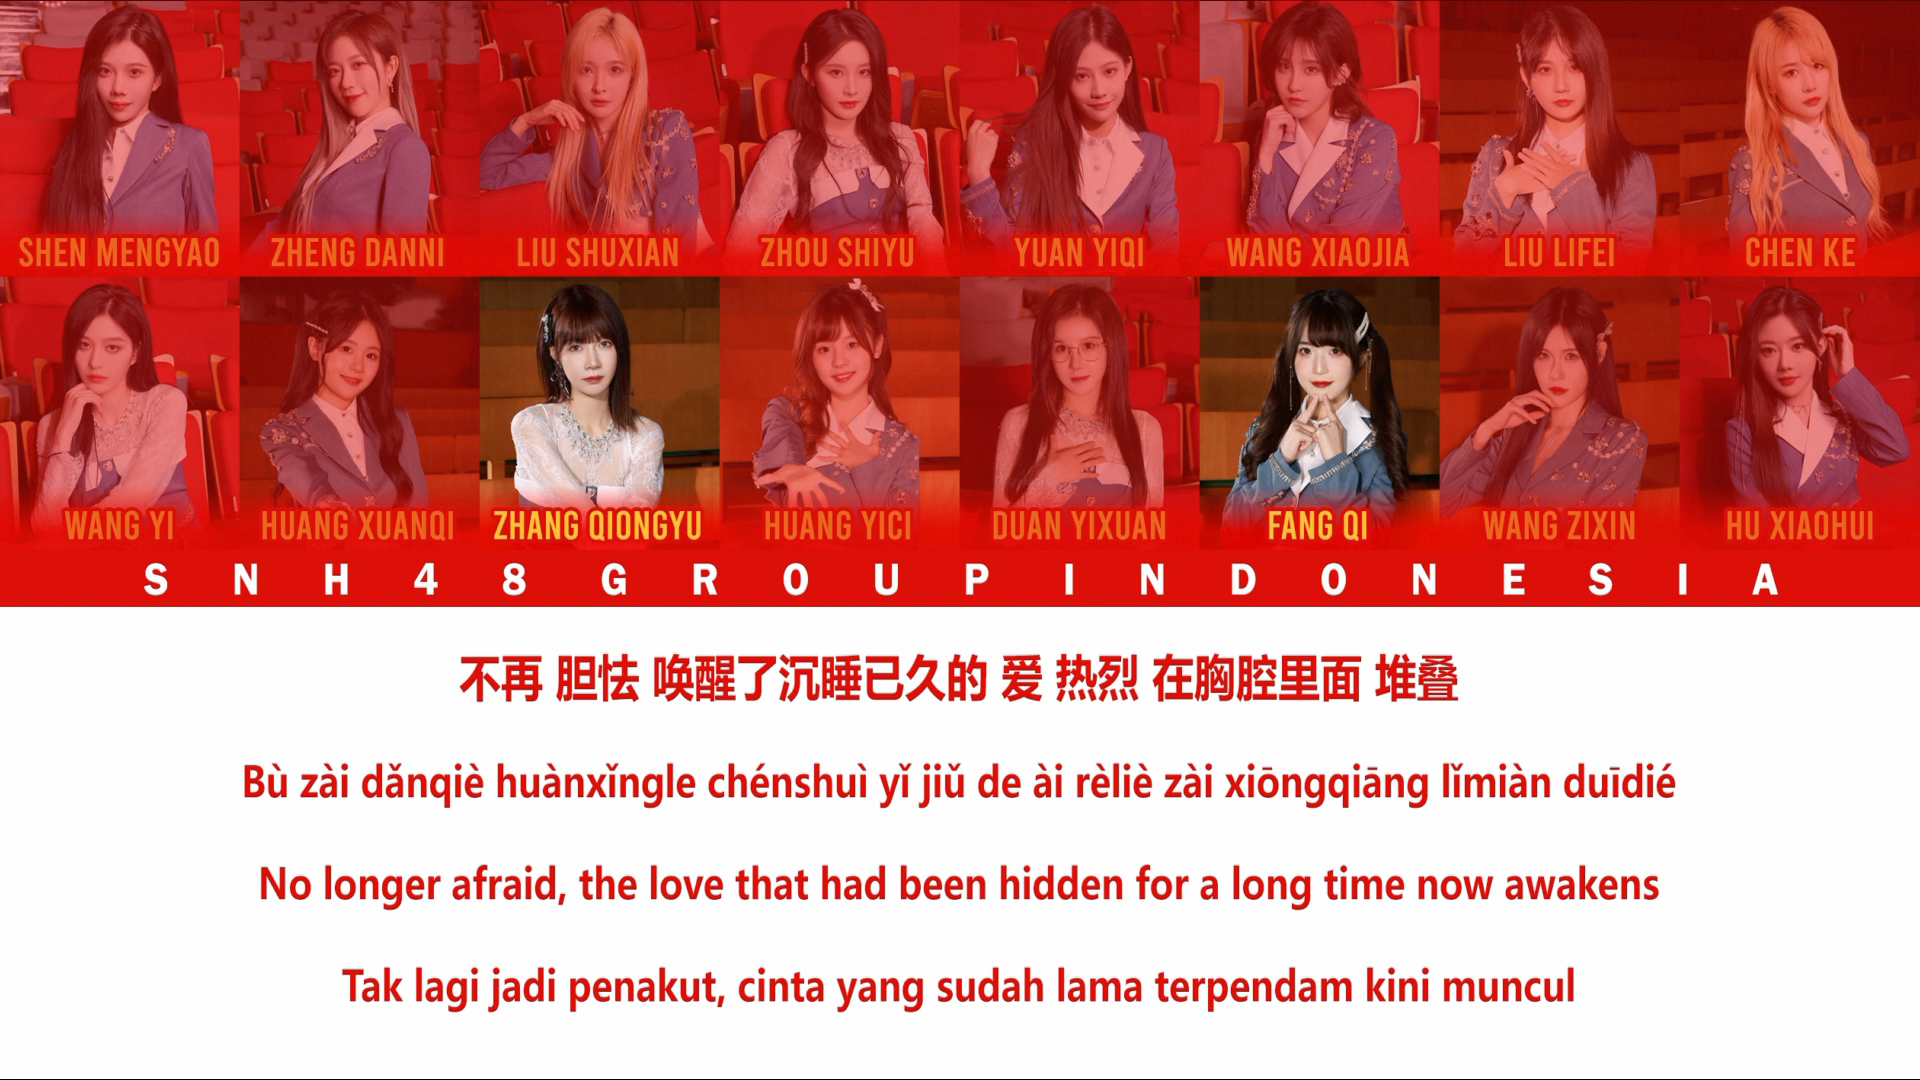 SHEN MENGYAO ZHENG DANNI LIU SHUXIAN ZHOU SHIYU YUAN YIQI WANG XIAOJIA LIU LIFEI CHEN KE
WANG YI HUANG XUANQI ZHANG QIONGYU HUANG YICI DUAN YIXUAN FANG QI WANG ZIXIN HU XIAOHUI
S N H 4 8 G R O U P I N D O N E S I A
不再 胆怯 唤醒了沉睡已久的 爱 热烈 在胸腔里面 堆叠
Bù zài dǎnqiè huànxǐngle chénshuì yǐ jiǔ de ài rèliè zài xiōngqiāng lǐmiàn duīdié
No longer afraid, the love that had been hidden for a long time now awakens
Tak lagi jadi penakut, cinta yang sudah lama terpendam kini muncul